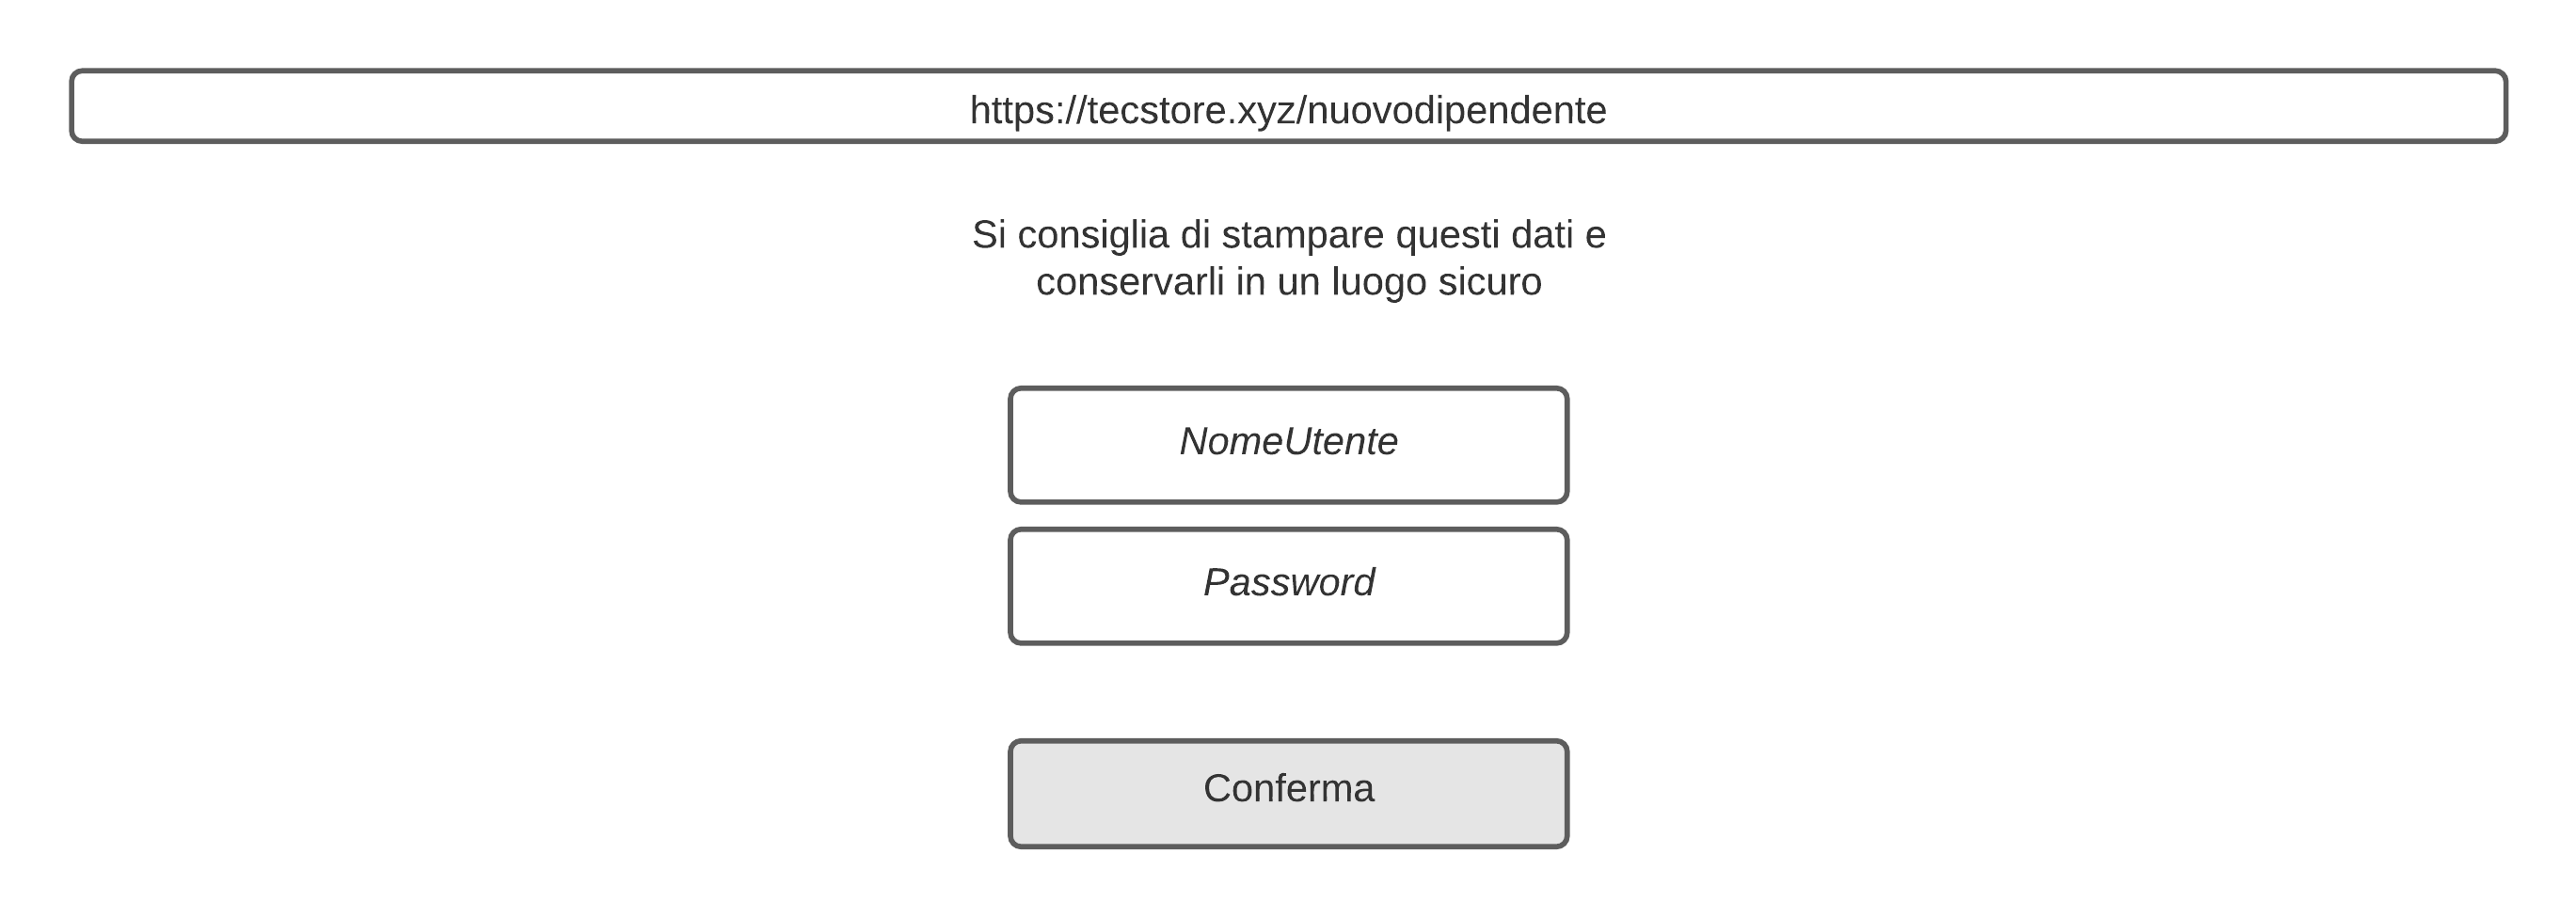 https://tecstore.xyz/nuovodipendente
Si consiglia di stampare questi dati e
conservarli in un luogo sicuro
NomeUtente
Password
Conferma